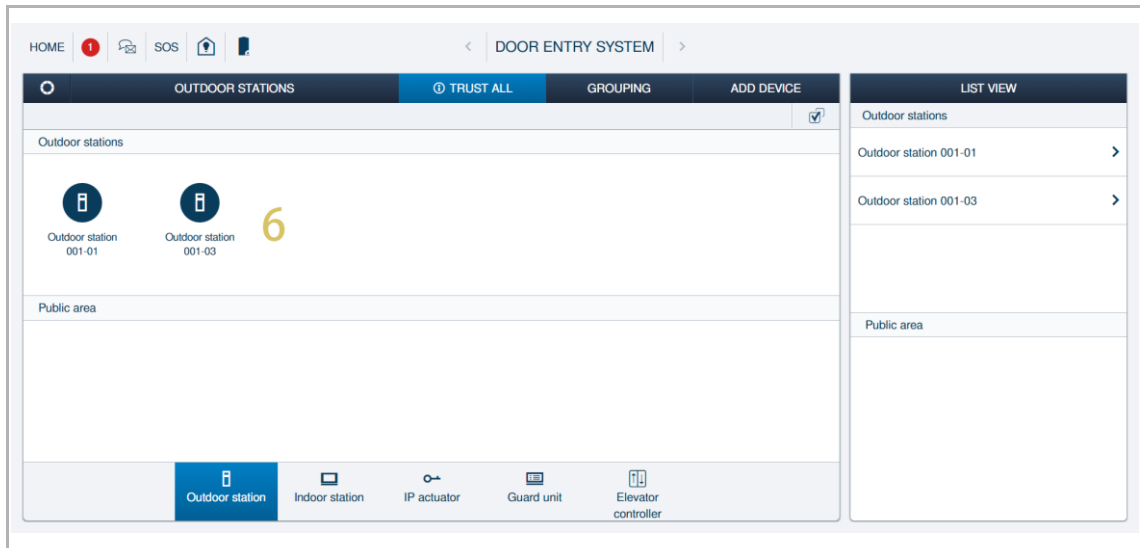 HOME 1 SOS < DOOR ENTRY SYSTEM >
OUTDOOR STATIONS TRUST ALL GROUPING ADD DEVICE LIST VIEW
Outdoor stations
Outdoor stations
Outdoor station 001-01
Outdoor station 001-03
6
Outdoor station
001-01
Outdoor station
001-03
Public area
Public area
Outdoor station
Indoor station
IP actuator
Guard unit
Elevator
controller